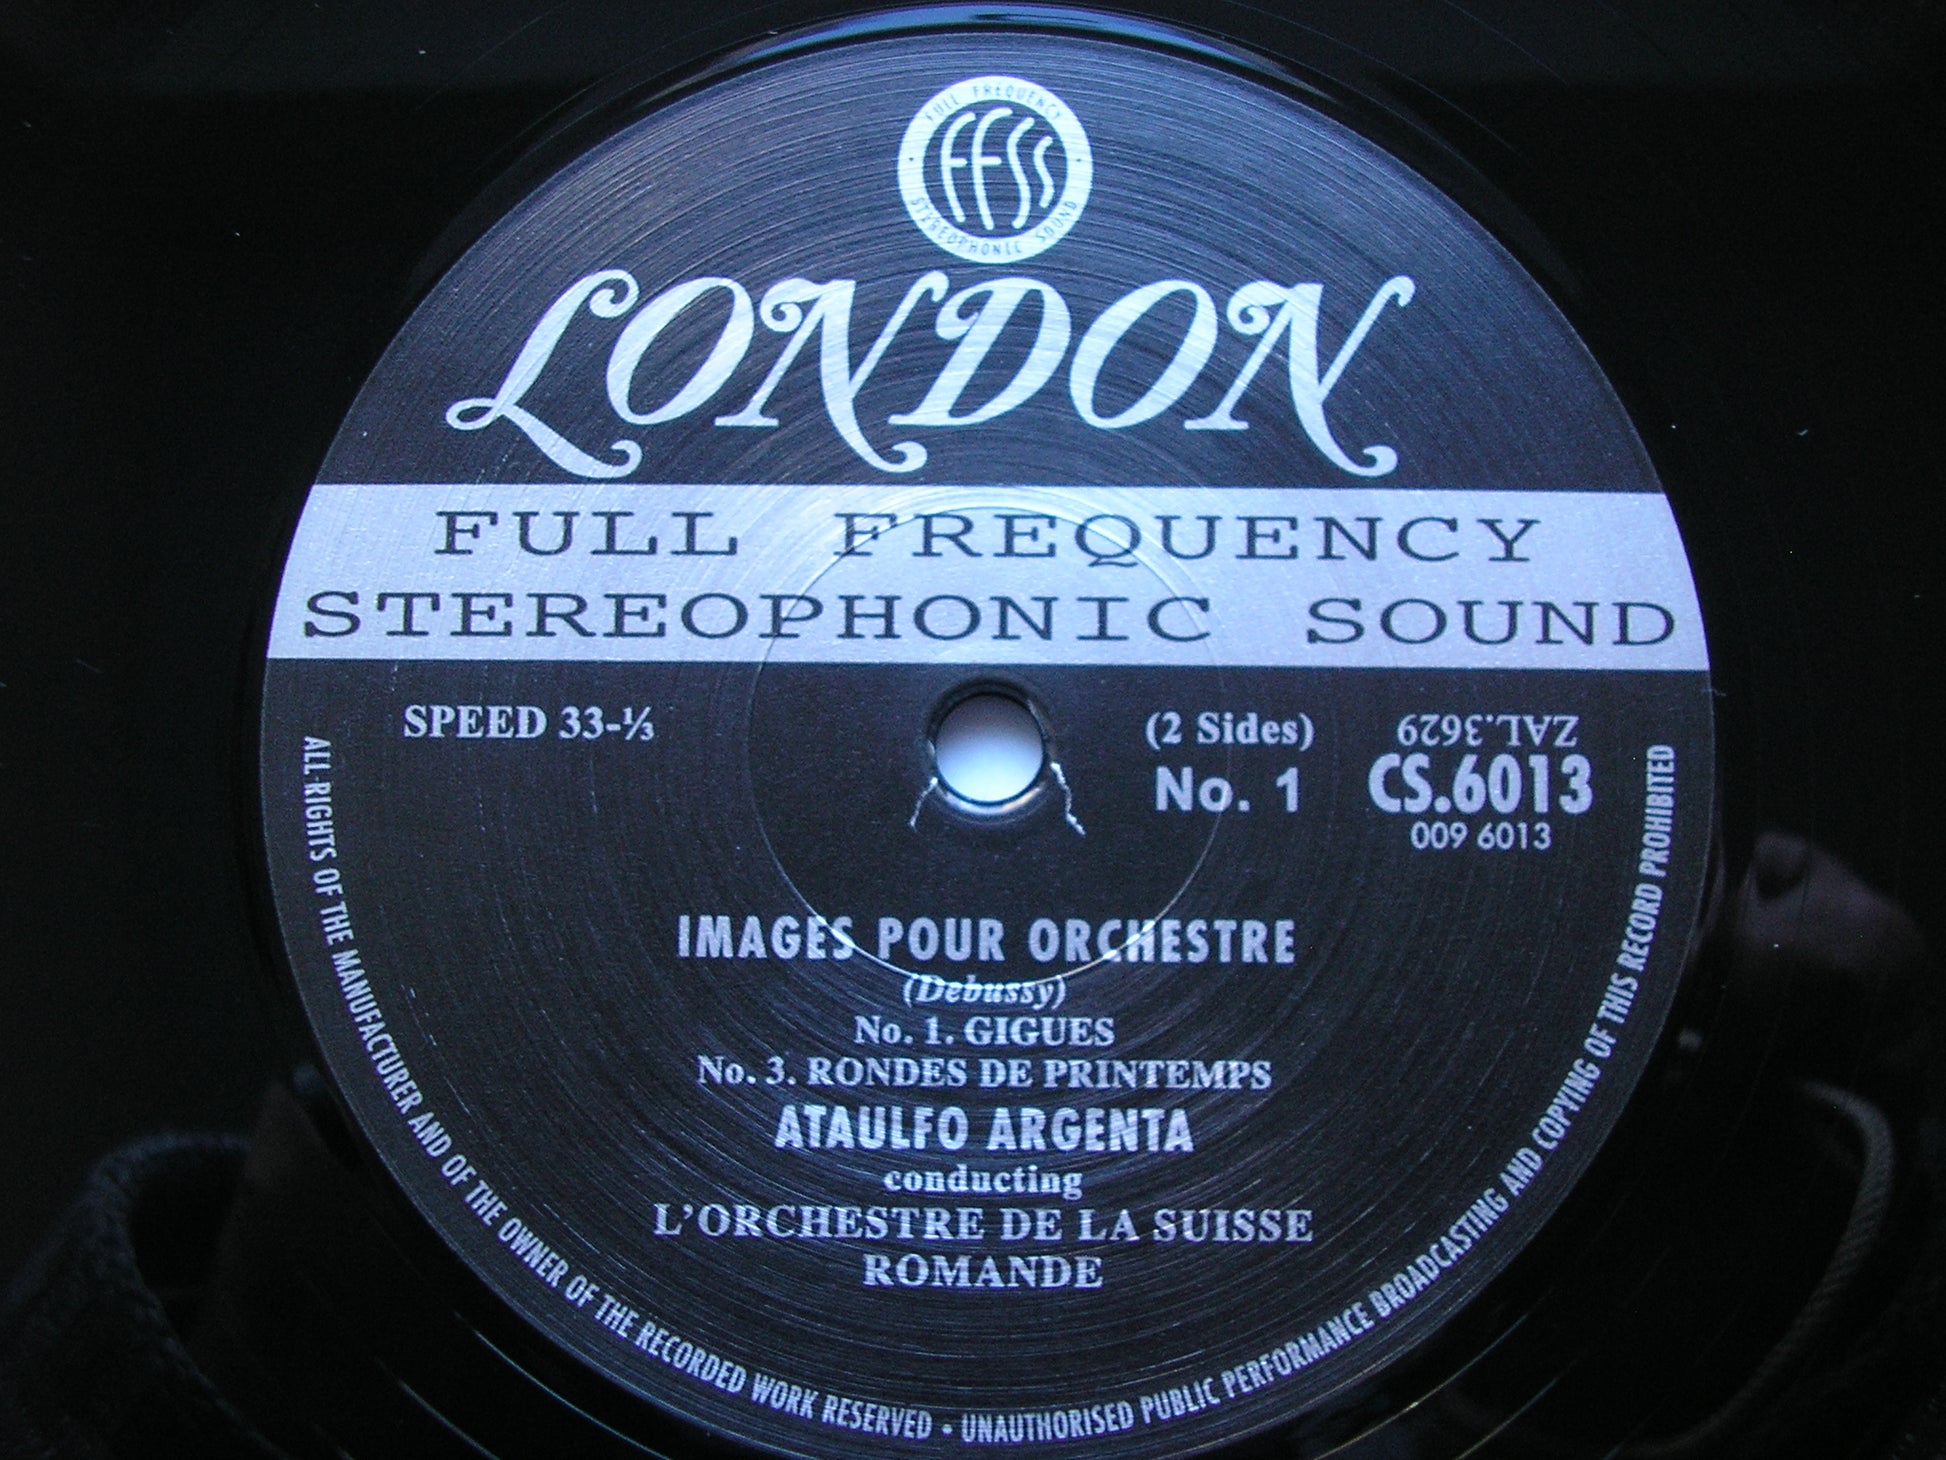 FULL FREQUENCY
FFSS
STEREOPHONIC SOUND
LONDON
FULL FREQUENCY
STEREOPHONIC SOUND
SPEED 33-⅓
(2 Sides)
No. 1
ZAL.3629
CS.6013
009 6013
IMAGES POUR ORCHESTRE
(Debussy)
No. 1. GIGUES
No. 3. RONDES DE PRINTEMPS
ATAULFO ARGENTA
conducting
L'ORCHESTRE DE LA SUISSE
ROMANDE
ALL RIGHTS OF THE MANUFACTURER AND OF THE OWNER OF THE RECORDED WORK RESERVED • UNAUTHORISED PUBLIC PERFORMANCE BROADCASTING AND COPYING OF THIS RECORD PROHIBITED